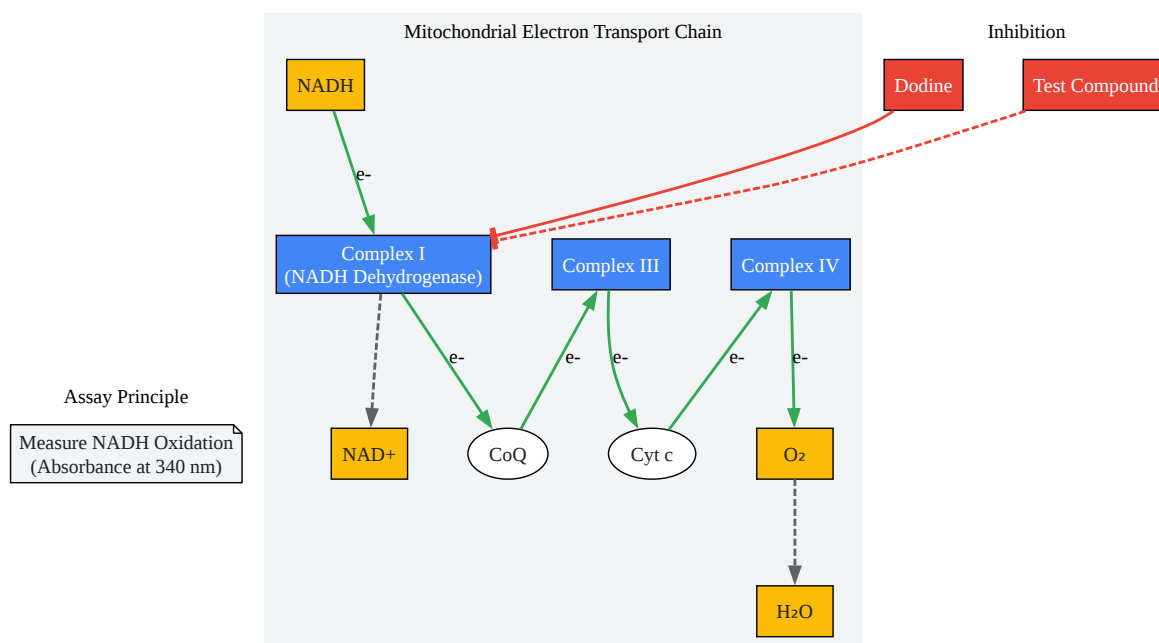 Mitochondrial Electron Transport Chain
Inhibition
NADH
Dodine
Test Compound
e-
Complex I
(NADH Dehydrogenase)
Complex III
Complex IV
e-
e-
e-
e-
e-
Assay Principle
Measure NADH Oxidation
(Absorbance at 340 nm)
NAD+
CoQ
Cyt c
O₂
H₂O